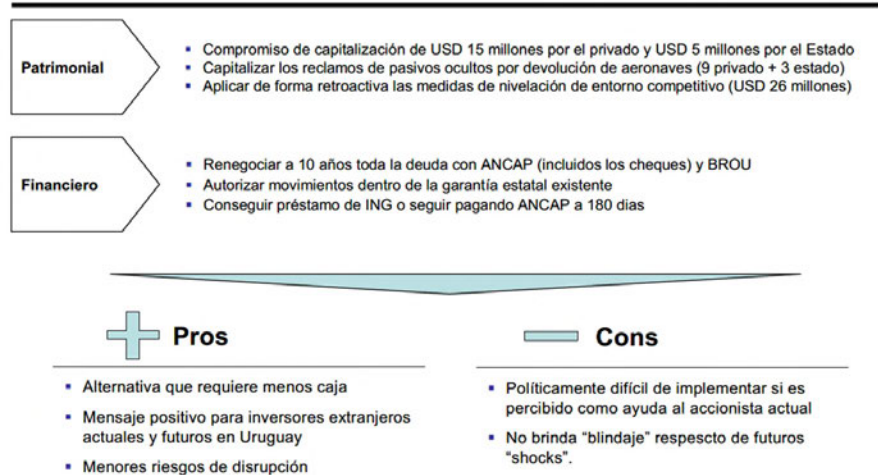 Patrimonial
▪ Compromiso de capitalización de USD 15 millones por el privado y USD 5 millones por el Estado
▪ Capitalizar los reclamos de pasivos ocultos por devolución de aeronaves (9 privado + 3 estado)
▪ Aplicar de forma retroactiva las medidas de nivelación de entorno competitivo (USD 26 millones)
Financiero
▪ Renegociar a 10 años toda la deuda con ANCAP (incluidos los cheques) y BROU
▪ Autorizar movimientos dentro de la garantía estatal existente
▪ Conseguir préstamo de ING o seguir pagando ANCAP a 180 dias
Pros
▪ Alternativa que requiere menos caja
▪ Mensaje positivo para inversores extranjeros
actuales y futuros en Uruguay
▪ Menores riesgos de disrupción
Cons
▪ Políticamente difícil de implementar si es
percibido como ayuda al accionista actual
▪ No brinda “blindaje” respescto de futuros
“shocks”.